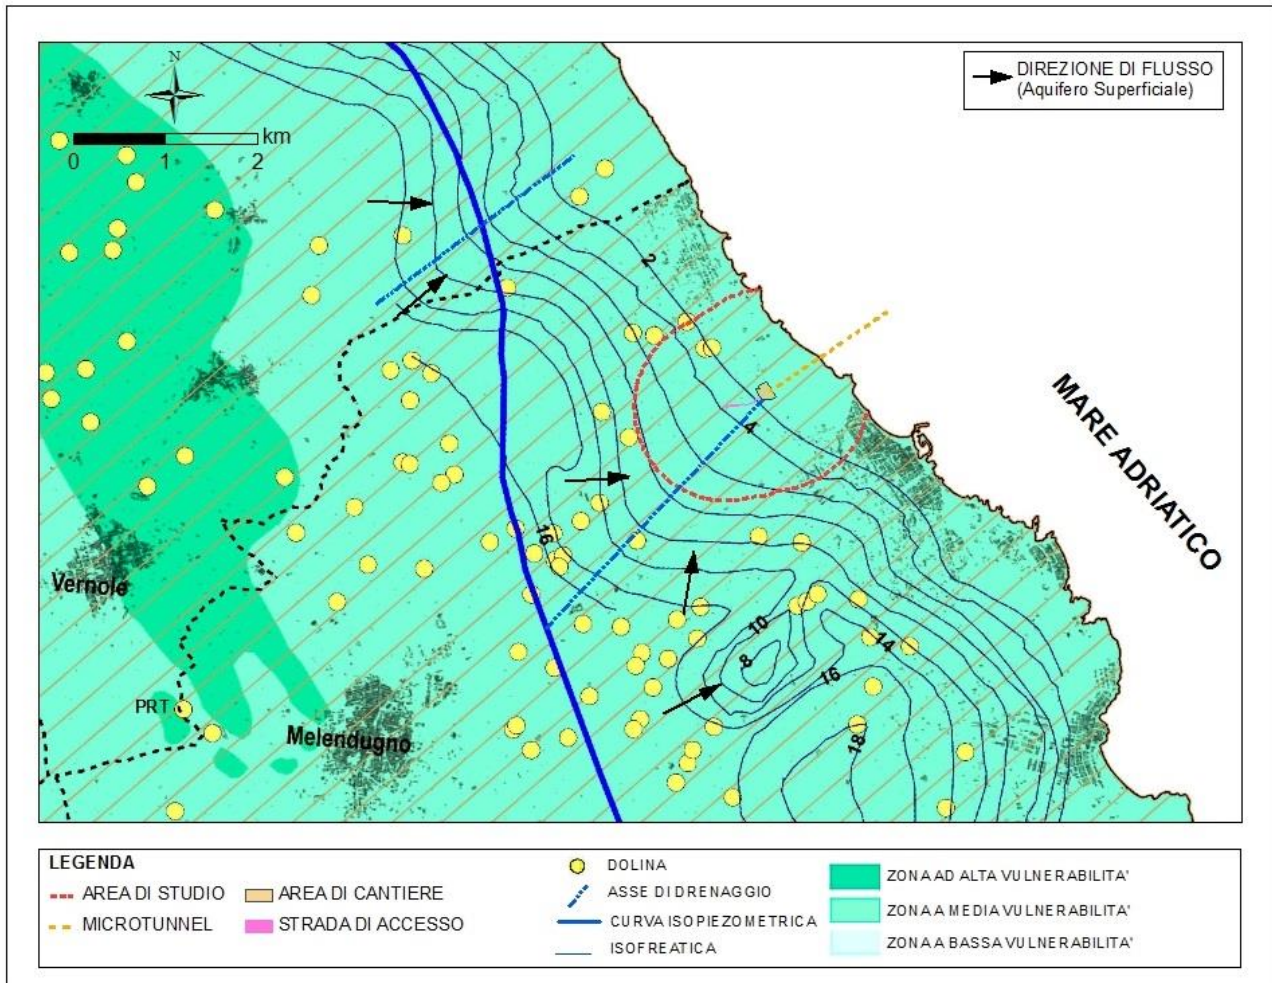 DIREZIONE DI FLUSSO
(Aquifero Superficiale)
N
km
0 1 2
2
MARE ADRIATICO
4
16
Vernole
10
14
8
16
PRT
Melendugno
18
LEGENDA
AREA DI STUDIO
AREA DI CANTIERE
MICROTUNNEL
STRADA DI ACCESSO
DOLINA
ASSE DI DRENAGGIO
CURVA ISOPIEZOMETRICA
ISOFREATICA
ZONA AD ALTA VULNERABILITA'
ZONA A MEDIA VULNERABILITA'
ZONA A BASSA VULNERABILITA'